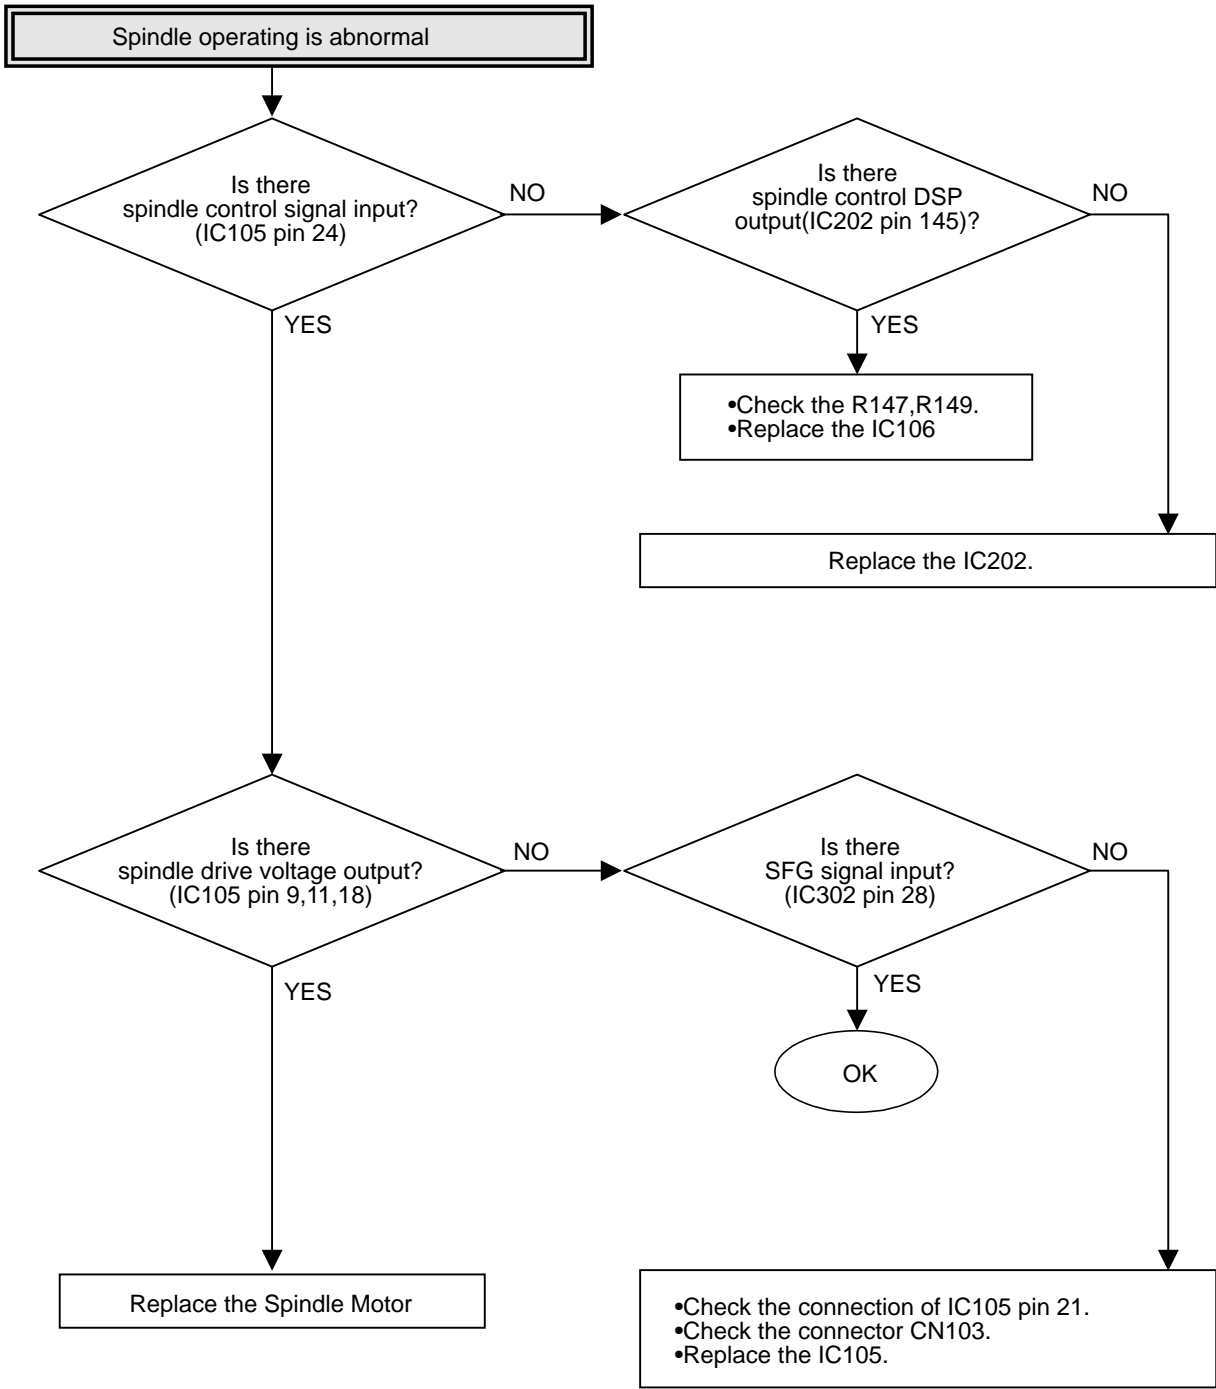 Spindle operating is abnormal
Is there
spindle control signal input?
(IC105 pin 24)
NO
YES
Is there
spindle control DSP
output(IC202 pin 145)?
NO
YES
•Check the R147,R149.
•Replace the IC106
Replace the IC202.
Is there
spindle drive voltage output?
(IC105 pin 9,11,18)
NO
YES
Is there
SFG signal input?
(IC302 pin 28)
NO
YES
OK
Replace the Spindle Motor
•Check the connection of IC105 pin 21.
•Check the connector CN103.
•Replace the IC105.